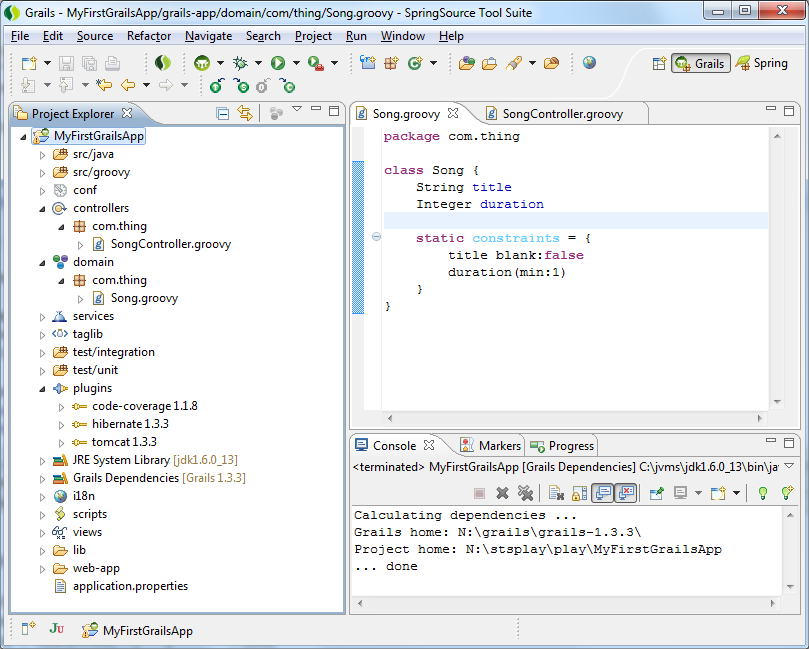 Grails - MyFirstGrailsApp/grails-app/domain/com/thing/Song.groovy - SpringSource Tool Suite
File Edit Source Refactor Navigate Search Project Run Window Help
Grails Spring
Project Explorer
MyFirstGrailsApp
src/java
src/groovy
conf
controllers
com.thing
SongController.groovy
domain
com.thing
Song.groovy
services
taglib
test/integration
test/unit
plugins
code-coverage 1.1.8
hibernate 1.3.3
tomcat 1.3.3
JRE System Library [jdk1.6.0_13]
Grails Dependencies [Grails 1.3.3]
i18n
scripts
views
lib
web-app
application.properties
Song.groovy SongController.groovy
package com.thing
class Song {
String title
Integer duration
static constraints = {
title blank:false
duration(min:1)
}
}
Console Markers Progress
<terminated> MyFirstGrailsApp [Grails Dependencies] C:\jvms\jdk1.6.0_13\bin\ja
Calculating dependencies ...
Grails home: N:\grails\grails-1.3.3\
Project home: N:\stsplay\play\MyFirstGrailsApp
... done
JU MyFirstGrailsApp